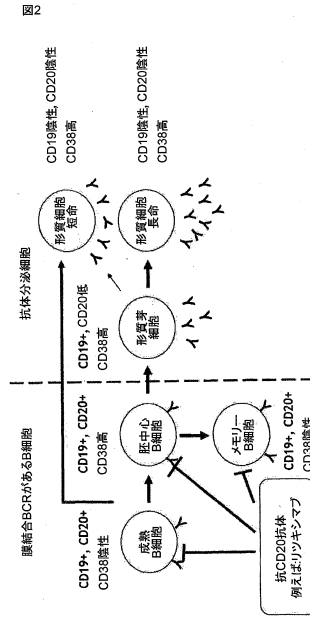 図2
膜結合BCRがあるB細胞
抗体分泌細胞
CD19+, CD20+
CD38陰性
CD19+, CD20+
CD38高
CD19+, CD20低
CD38高
CD19陰性, CD20陰性
CD38高
CD19陰性, CD20陰性
CD38高
成熟
B細胞
胚中心
B細胞
形質芽
細胞
形質細胞
短命
形質細胞
長命
メモリー
B細胞
CD19+, CD20+
CD38陰性
抗CD20抗体
例えばリツキシマブ